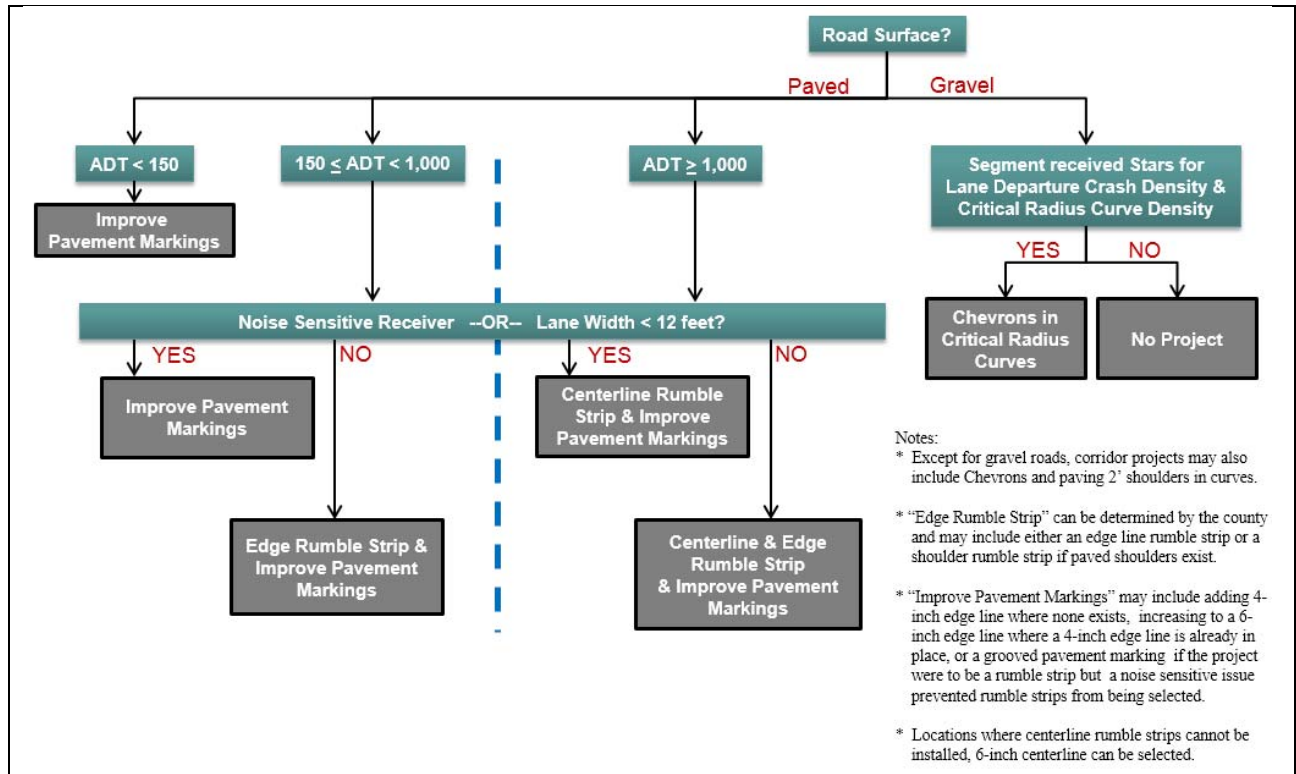 Road Surface?
Paved
Gravel
ADT < 150
150 ≤ ADT < 1,000
ADT ≥ 1,000
Segment received Stars for
Lane Departure Crash Density &
Critical Radius Curve Density
Improve
Pavement Markings
YES
NO
Chevrons in
Critical Radius
Curves
No Project
Noise Sensitive Receiver --OR-- Lane Width < 12 feet?
YES
NO
YES
NO
Improve Pavement
Markings
Centerline Rumble
Strip & Improve
Pavement Markings
Edge Rumble Strip &
Improve Pavement
Markings
Centerline & Edge
Rumble Strip
& Improve Pavement
Markings
Notes:
* Except for gravel roads, corridor projects may also
include Chevrons and paving 2' shoulders in curves.
* “Edge Rumble Strip” can be determined by the county
and may include either an edge line rumble strip or a
shoulder rumble strip if paved shoulders exist.
* “Improve Pavement Markings” may include adding 4-
inch edge line where none exists, increasing to a 6-
inch edge line where a 4-inch edge line is already in
place, or a grooved pavement marking if the project
were to be a rumble strip but a noise sensitive issue
prevented rumble strips from being selected.
* Locations where centerline rumble strips cannot be
installed, 6-inch centerline can be selected.